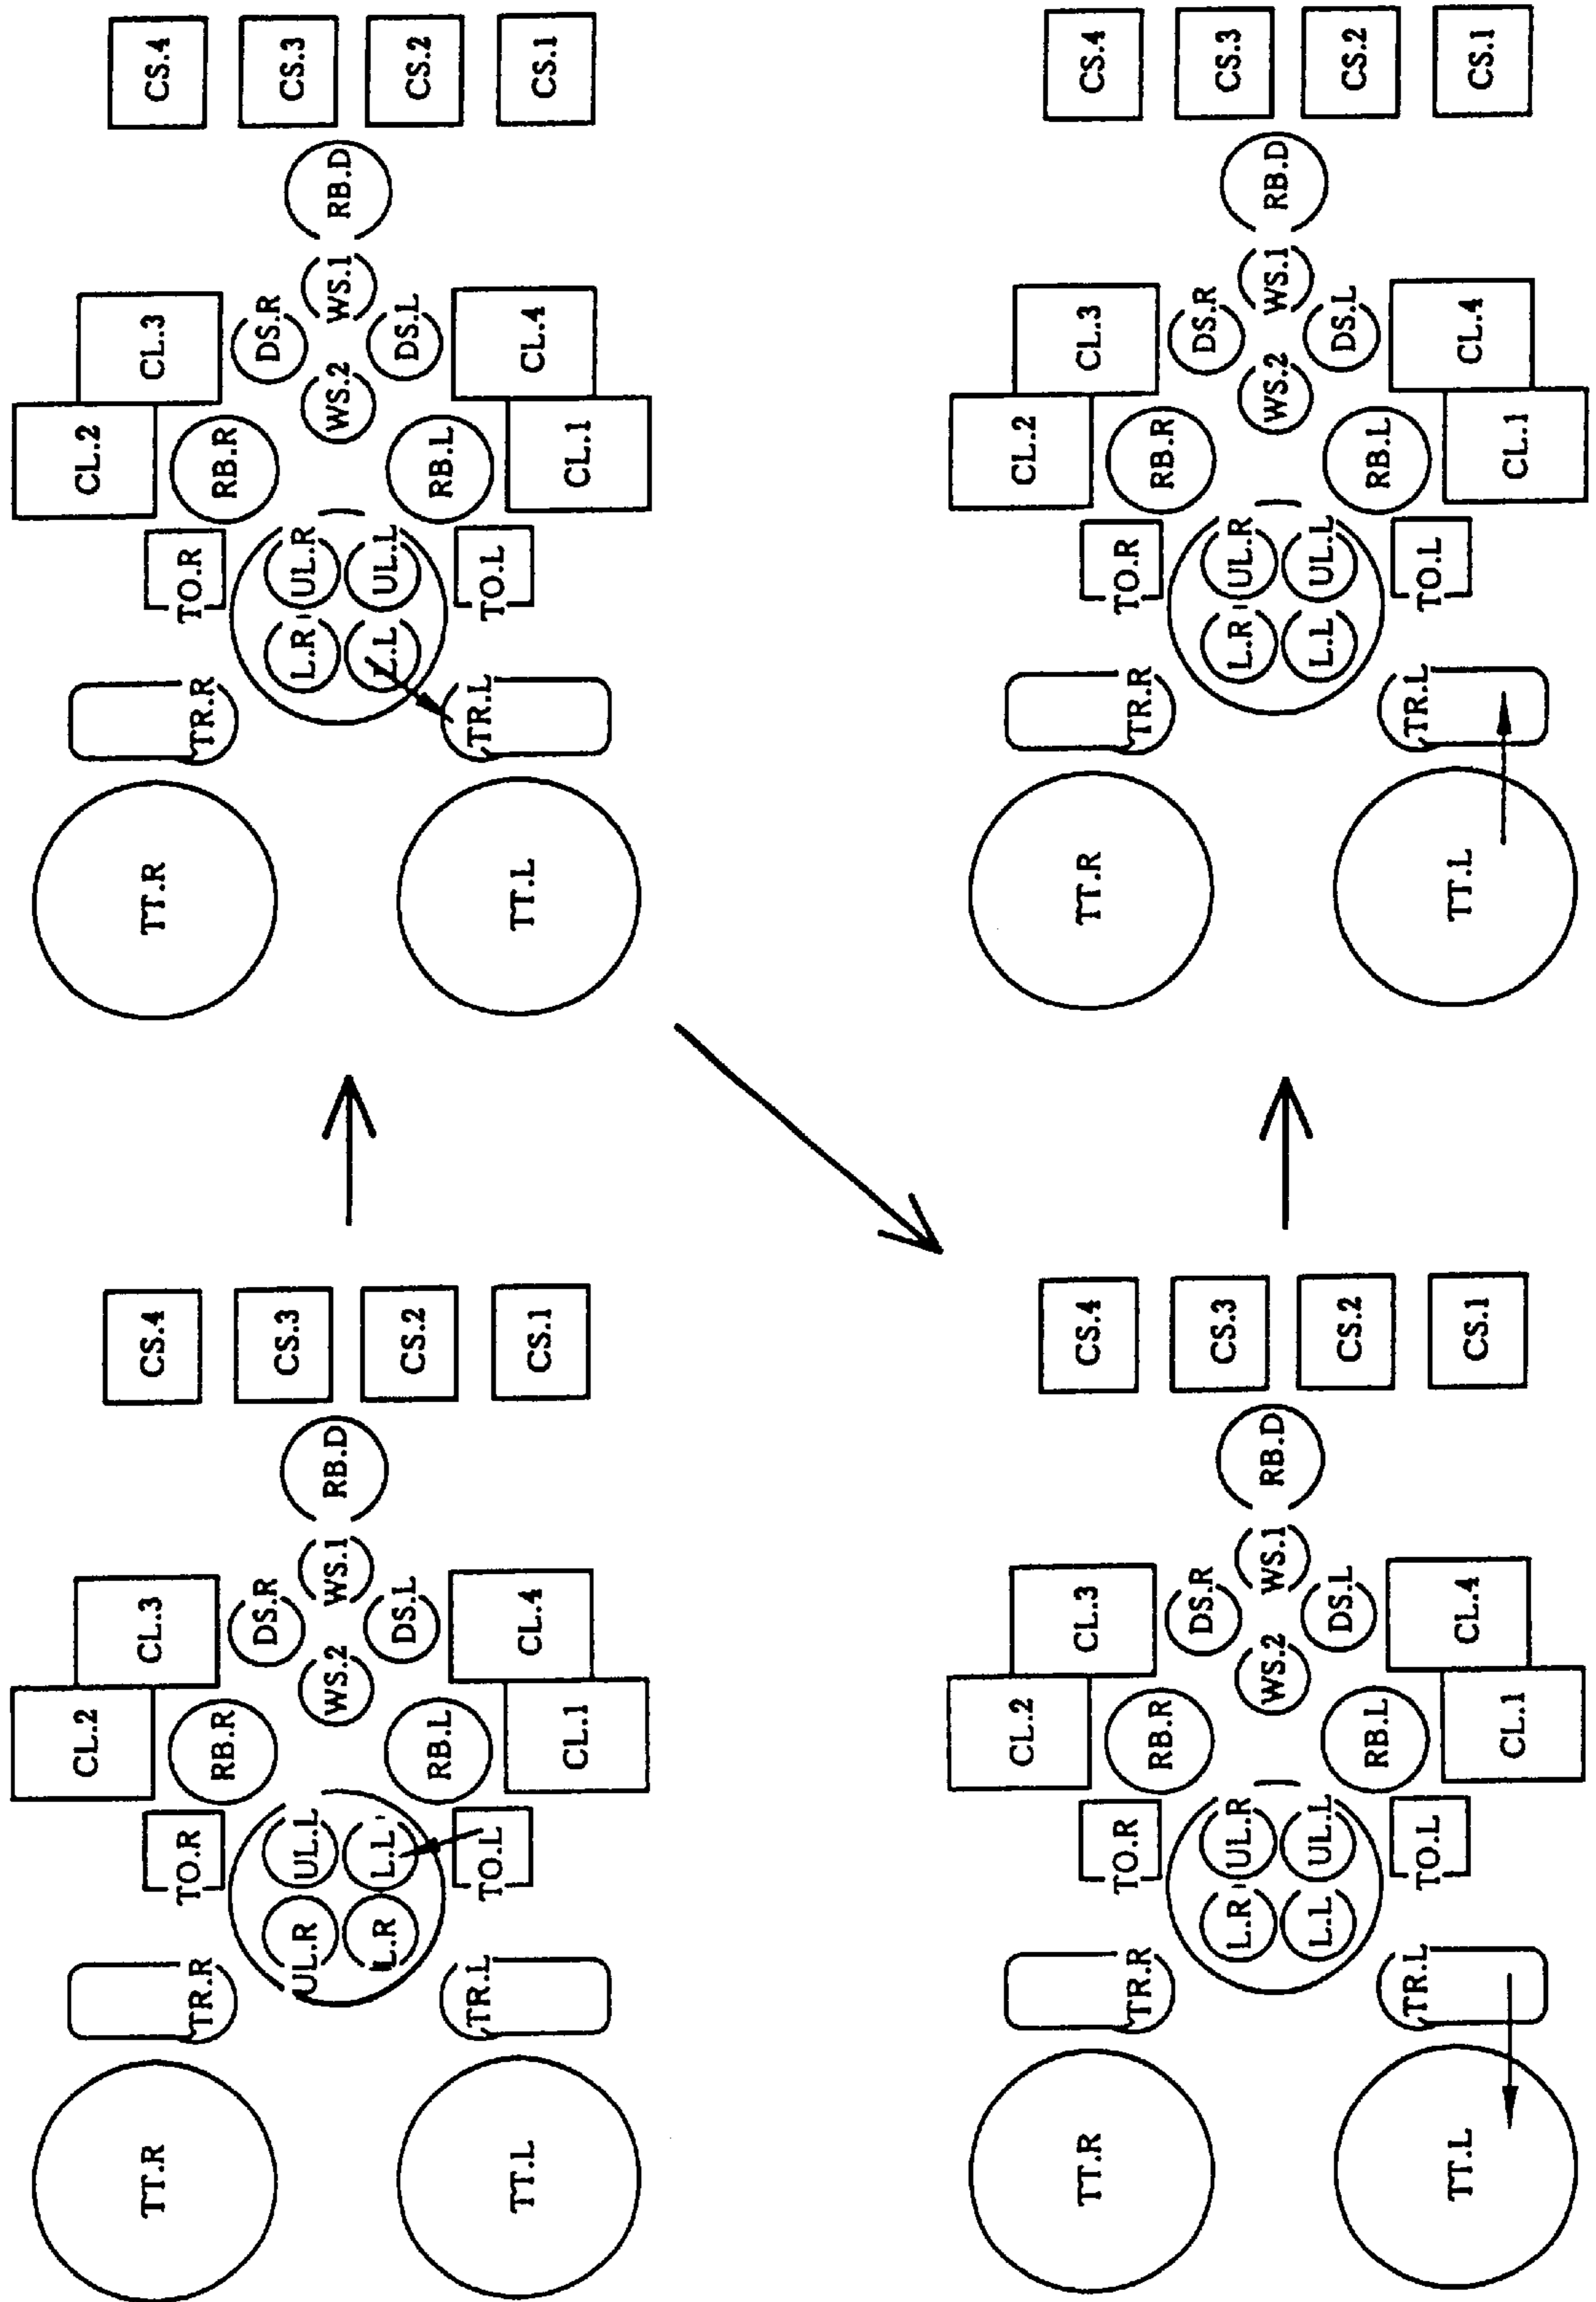 CL.2
TT.R
CL.3
CS.4
TO.R
TR.R
RB.R
DS.R
CS.3
UL.R
UL.L
WS.2
WS.1
RB.D
L.R
L.L
DS.L
CS.2
RB.L
TR.L
TO.L
TT.L
CL.4
CS.1
CL.1
CL.2
TT.R
CL.3
CS.4
TO.R
TR.R
RB.R
DS.R
CS.3
L.R
UL.R
WS.2
WS.1
RB.D
L.L
UL.L
DS.L
CS.2
RB.L
TR.L
TO.L
TT.L
CL.4
CS.1
CL.1
CL.2
TT.R
CL.3
CS.4
TO.R
TR.R
RB.R
DS.R
CS.3
L.R
UL.R
WS.2
WS.1
RB.D
L.L
UL.L
DS.L
CS.2
RB.L
TR.L
TO.L
TT.L
CL.4
CS.1
CL.1
CL.2
TT.R
CL.3
CS.4
TO.R
TR.R
RB.R
DS.R
CS.3
L.R
UL.R
WS.2
WS.1
RB.D
L.L
UL.L
DS.L
CS.2
RB.L
TR.L
TO.L
TT.L
CL.4
CS.1
CL.1